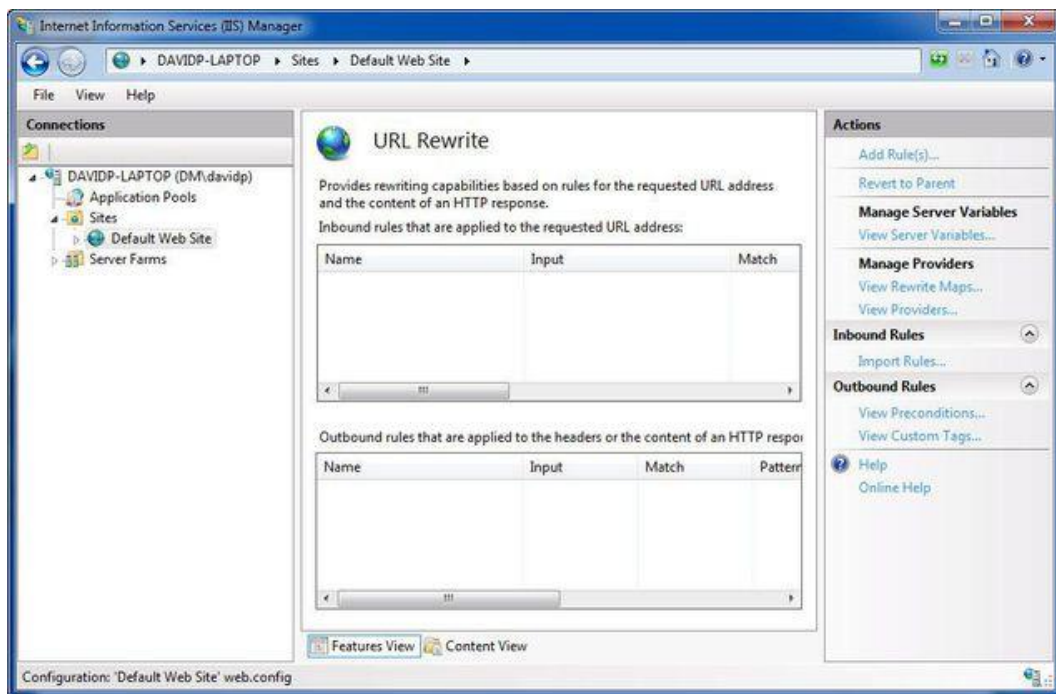 Internet Information Services (IIS) Manager
DAVIDP-LAPTOP Sites Default Web Site
File View Help
Connections
DAVIDP-LAPTOP (DM\davidp)
Application Pools
Sites
Default Web Site
Server Farms
URL Rewrite
Provides rewriting capabilities based on rules for the requested URL address
and the content of an HTTP response.
Inbound rules that are applied to the requested URL address:
Name Input Match
Outbound rules that are applied to the headers or the content of an HTTP respo
Name Input Match Pattern
Features View Content View
Actions
Add Rule(s)...
Revert to Parent
Manage Server Variables
View Server Variables...
Manage Providers
View Rewrite Maps...
View Providers...
Inbound Rules
Import Rules...
Outbound Rules
View Preconditions...
View Custom Tags...
Help
Online Help
Configuration: 'Default Web Site' web.config